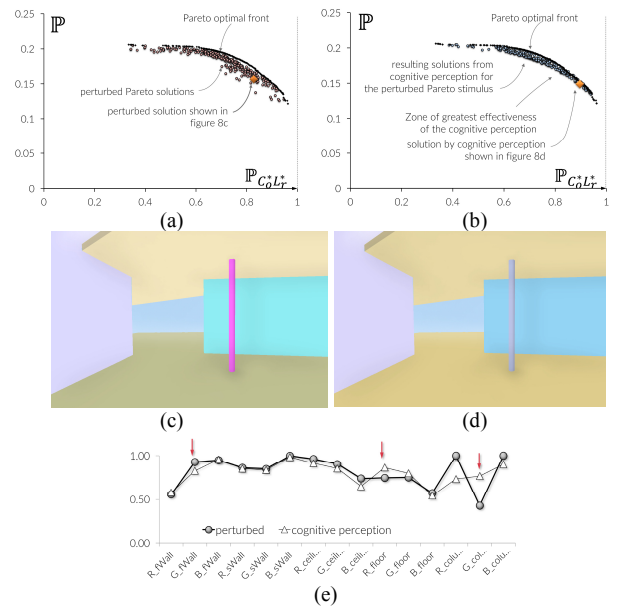 ℙ
Pareto optimal front
0.25
0.2
0.15
0.1
0.05
0
perturbed Pareto solutions
perturbed solution shown in
figure 8c
ℙ C*o L*r
0 0.2 0.4 0.6 0.8 1
(a)
ℙ
Pareto optimal front
0.25
0.20
0.15
0.10
0.05
0
resulting solutions from
cognitive perception for
the perturbed Pareto stimulus
Zone of greatest effectiveness
of the cognitive perception
solution by cognitive perception
shown in figure 8d
ℙ C*o L*r
0 0.2 0.4 0.6 0.8 1
(b)
(c)
(d)
1.00
0.50
0.00
perturbed cognitive perception
R_fWall
G_fWall
B_fWall
R_sWall
G_sWall
B_sWall
R_ceili...
G_ceili...
B_ceili...
R_floor
G_floor
B_floor
R_colu...
G_col...
B_colu...
(e)